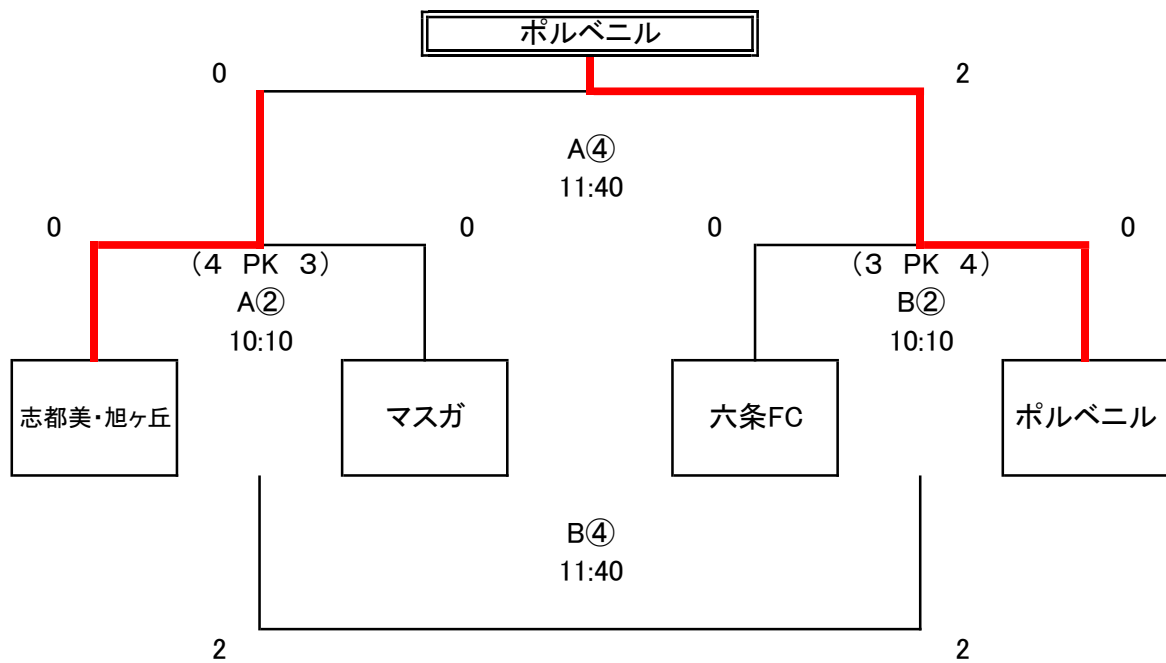 ポルベニル
0
2
A④
11:40
0
0
0
0
（4 PK 3）
（3 PK 4）
A②
B②
10:10
10:10
志都美・旭ヶ丘
マスガ
六条FC
ポルベニル
B④
11:40
2
2